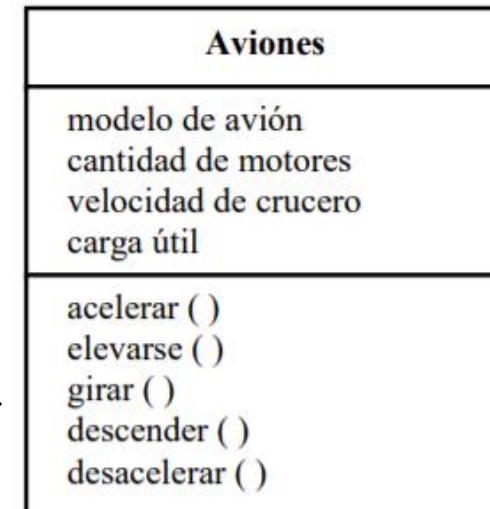 Aviones
modelo de avión
cantidad de motores
velocidad de crucero
carga útil
acelerar ( )
elevarse ( )
girar ( )
descender ( )
desacelerar ( )